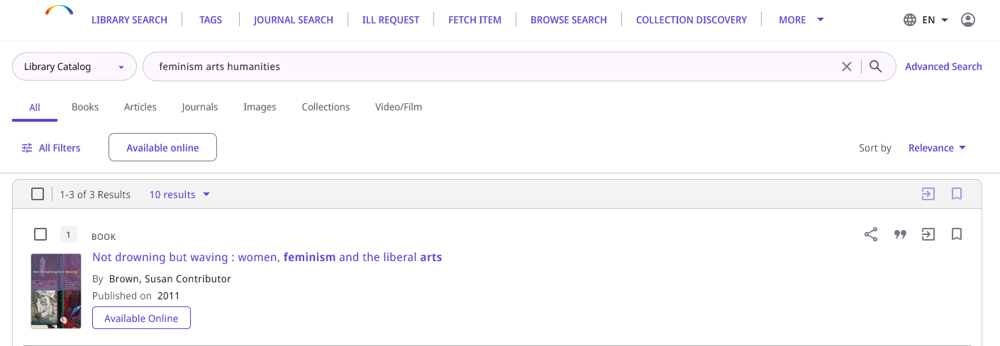 LIBRARY SEARCH TAGS JOURNAL SEARCH ILL REQUEST FETCH ITEM BROWSE SEARCH COLLECTION DISCOVERY MORE EN
Library Catalog feminism arts humanities Advanced Search
All Books Articles Journals Images Collections Video/Film
All Filters Available online Sort by Relevance
1-3 of 3 Results 10 results
1 BOOK
Not drowning but waving : women, feminism and the liberal arts
Not Drowning But Waving
By Brown, Susan Contributor
Published on 2011
Available Online